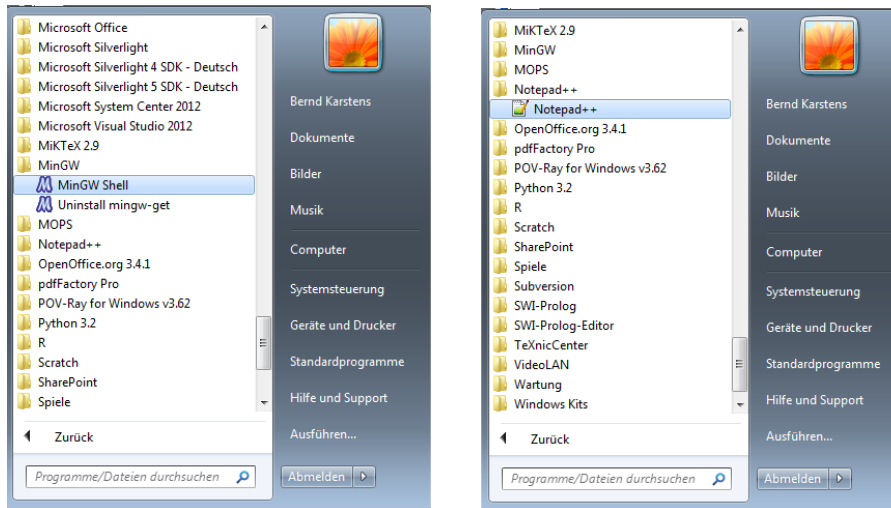 Microsoft Office
Microsoft Silverlight
Microsoft Silverlight 4 SDK - Deutsch
Microsoft Silverlight 5 SDK - Deutsch
Microsoft System Center 2012
Microsoft Visual Studio 2012
MiKTeX 2.9
MinGW
MinGW Shell
Uninstall mingw-get
MOPS
Notepad++
OpenOffice.org 3.4.1
pdfFactory Pro
POV-Ray for Windows v3.62
Python 3.2
R
Scratch
SharePoint
Spiele
Zurück
Programme/Dateien durchsuchen
Bernd Karstens
Dokumente
Bilder
Musik
Computer
Systemsteuerung
Geräte und Drucker
Standardprogramme
Hilfe und Support
Ausführen...
Abmelden
MiKTeX 2.9
MinGW
MOPS
Notepad++
Notepad++
OpenOffice.org 3.4.1
pdfFactory Pro
POV-Ray for Windows v3.62
Python 3.2
R
Scratch
SharePoint
Spiele
Subversion
SWI-Prolog
SWI-Prolog-Editor
TeXnicCenter
VideoLAN
Wartung
Windows Kits
Zurück
Programme/Dateien durchsuchen
Bernd Karstens
Dokumente
Bilder
Musik
Computer
Systemsteuerung
Geräte und Drucker
Standardprogramme
Hilfe und Support
Ausführen...
Abmelden